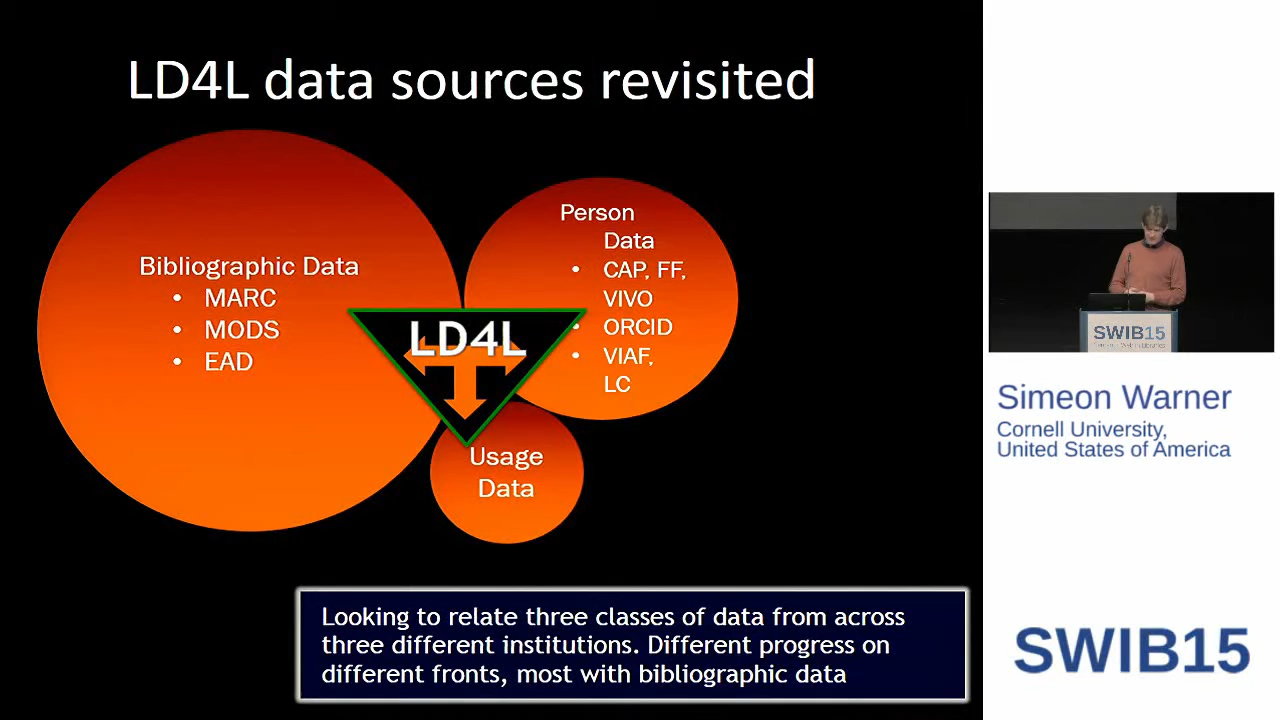 LD4L data sources revisited
Bibliographic Data
• MARC
• MODS
• EAD
Person
Data
• CAP, FF,
VIVO
• ORCID
• VIAF,
LC
LD4L
Usage
Data
Looking to relate three classes of data from across
three different institutions. Different progress on
different fronts, most with bibliographic data
SWIB15
Simeon Warner
Cornell University,
United States of America
SWIB15